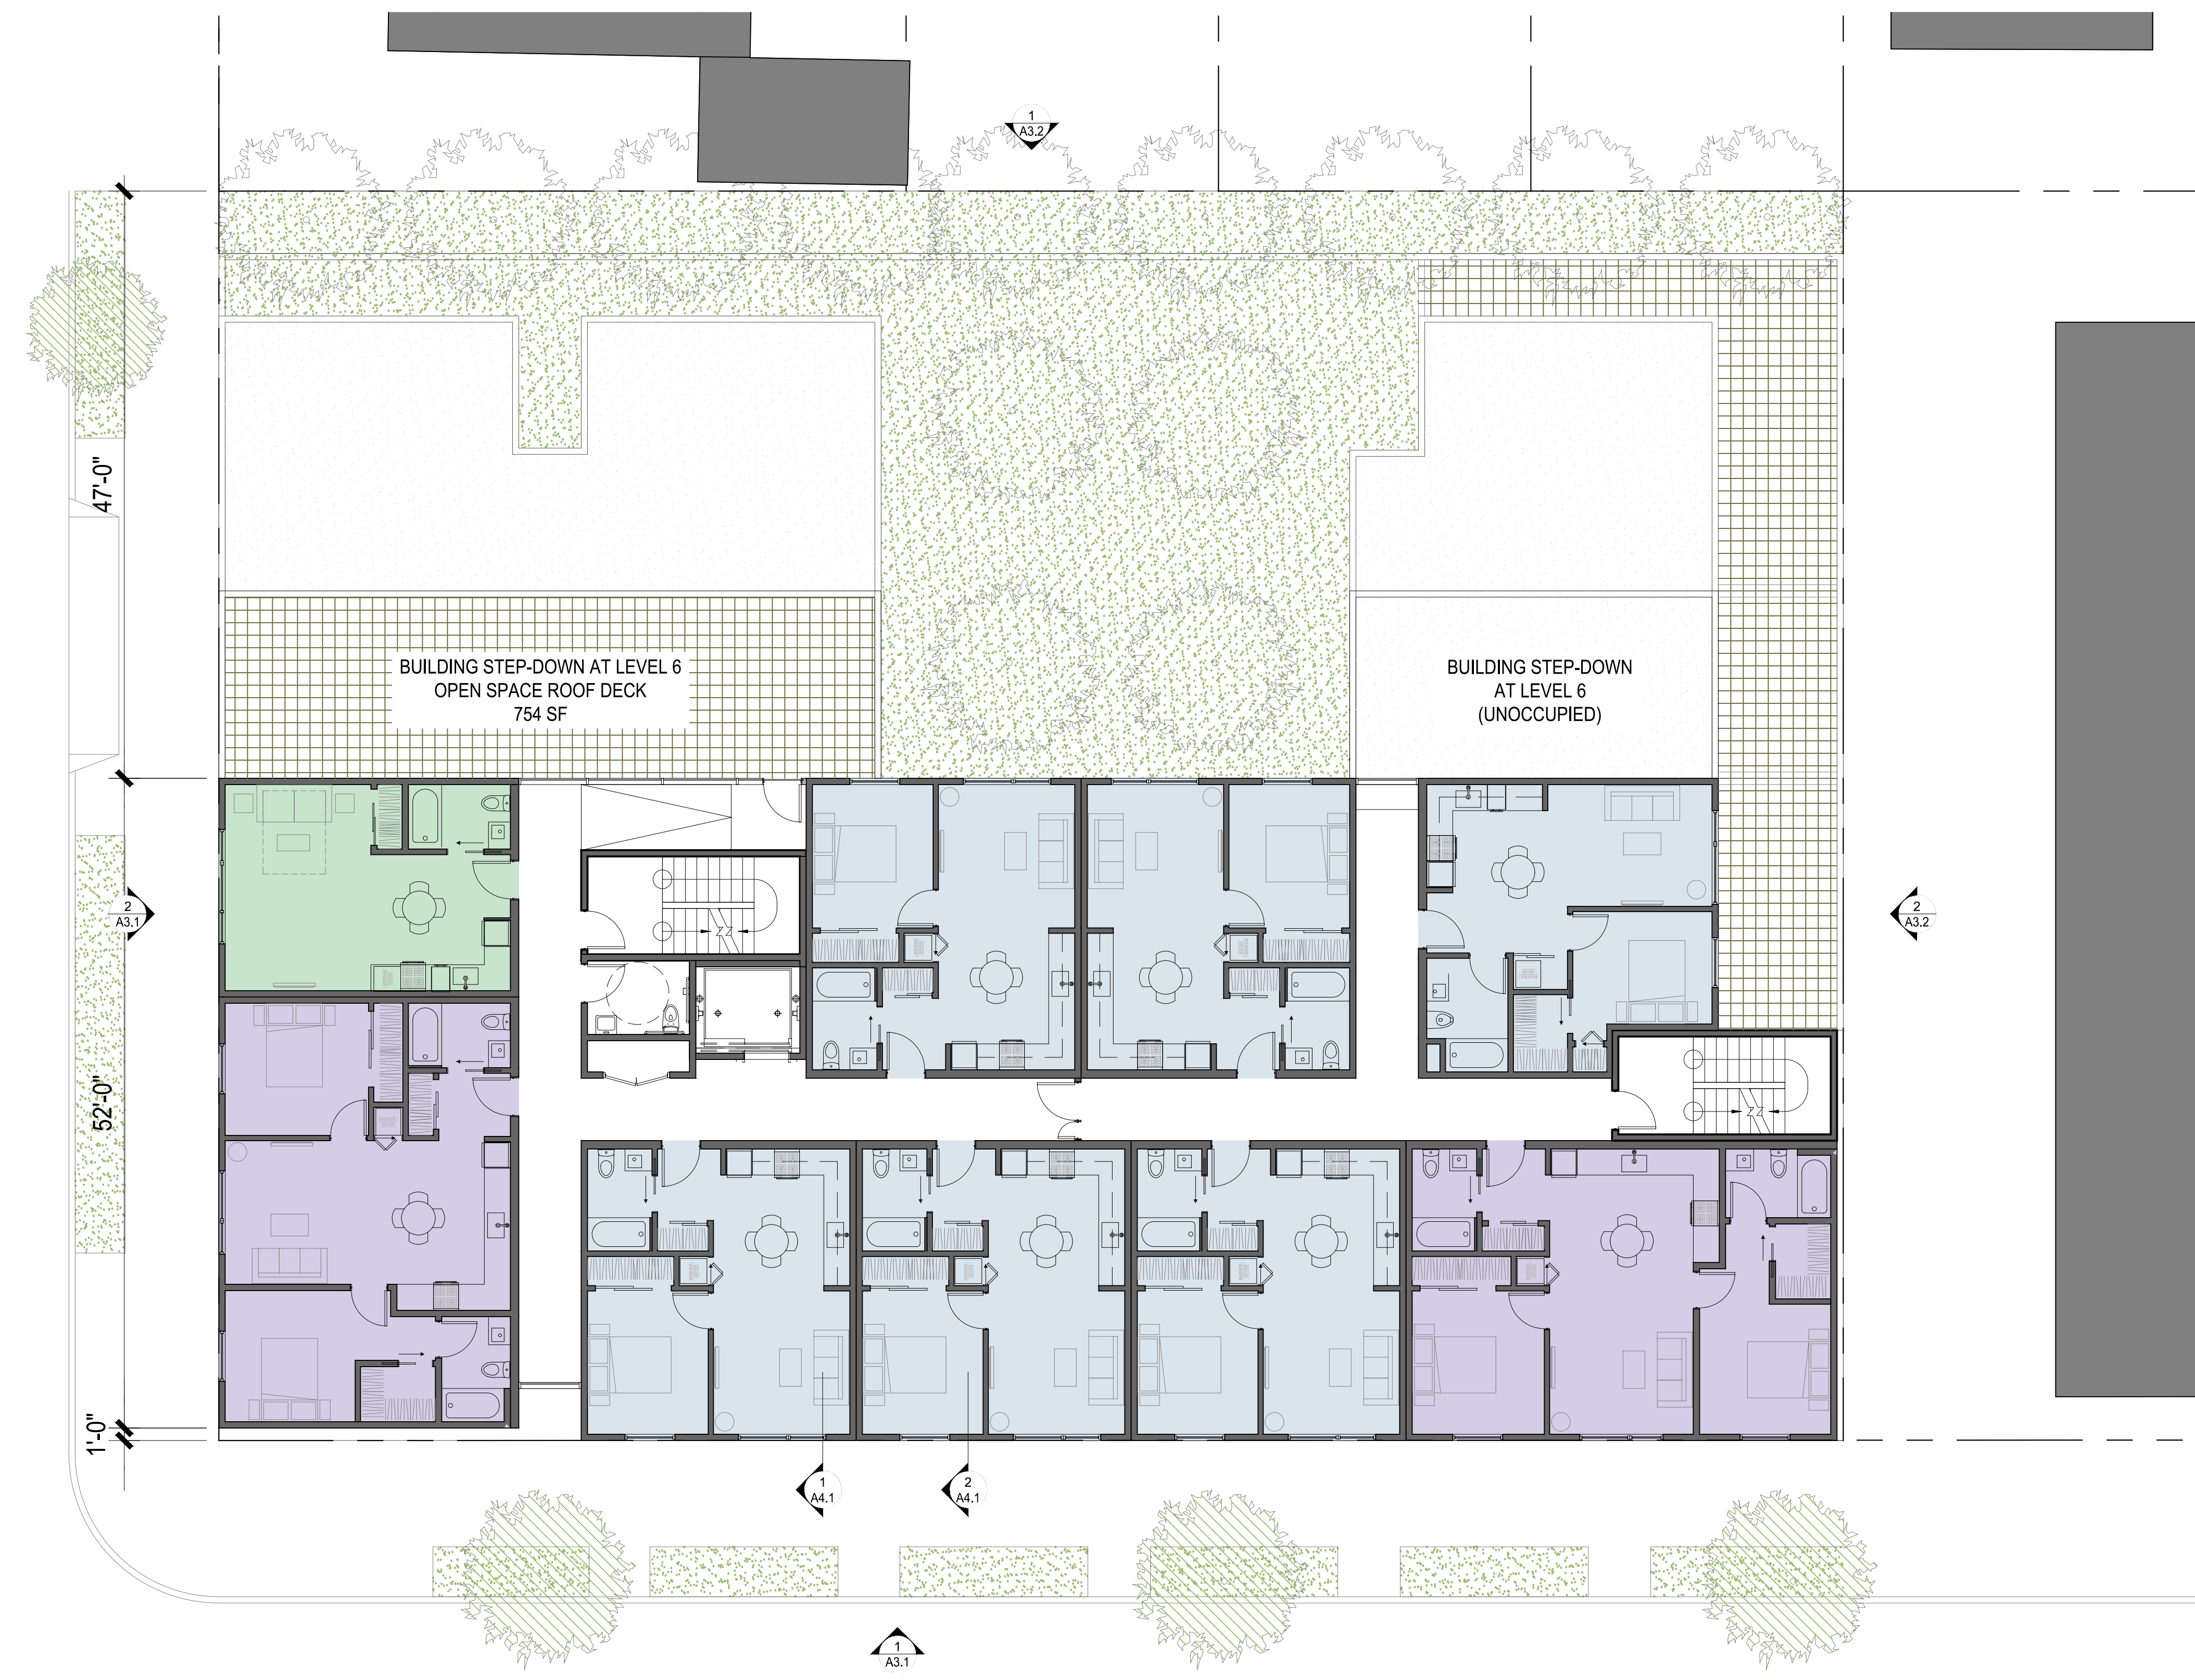 1
A3.2
47'-0"
BUILDING STEP-DOWN AT LEVEL 6
OPEN SPACE ROOF DECK
754 SF
BUILDING STEP-DOWN
AT LEVEL 6
(UNOCCUPIED)
2
A3.1
2
A3.2
52'-0"
1'-0"
1
A4.1
2
A4.1
1
A3.1